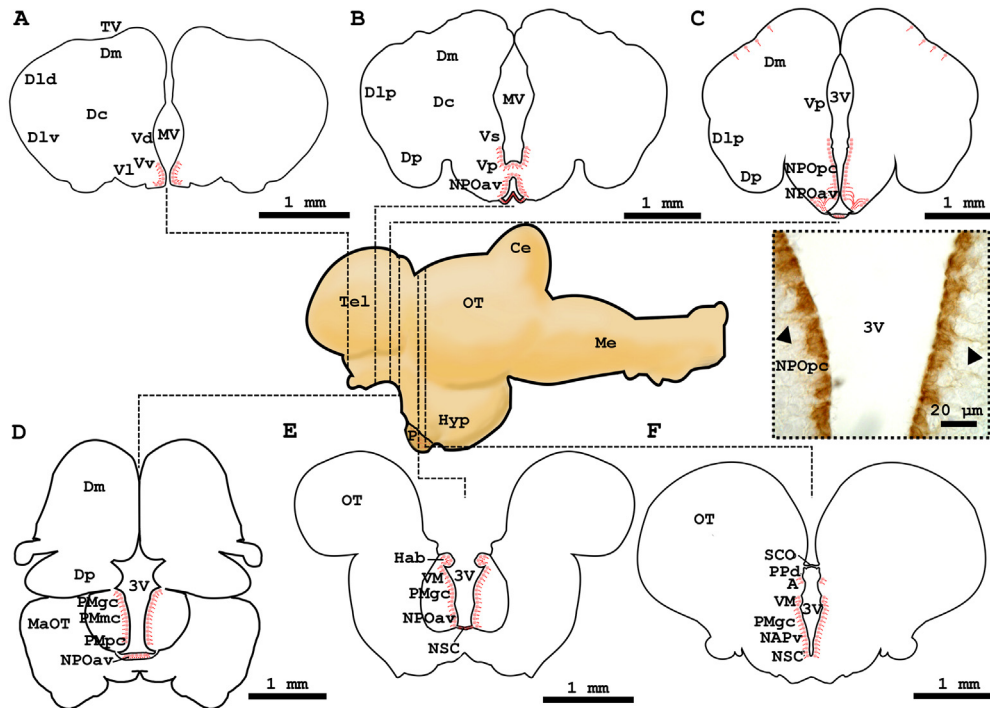 A
TV
Dm
Dld
Dc
Dlv
Vd
MV
Vv
Vl
1 mm
B
Dm
Dlp
Dc
MV
Vs
Dp
Vp
NPOav
1 mm
C
Dm
3V
Vp
Dlp
NPOpc
Dp
NPOav
1 mm
Ce
Tel
OT
Me
Hyp
P
3V
NPOpc
20 µm
D
Dm
Dp
3V
PMgc
PMmc
MaOT
PMpc
NPOav
1 mm
E
OT
Hab
VM
3V
PMgc
NPOav
NSC
1 mm
F
OT
SCO
PPd
A
VM
3V
PMgc
NAPv
NSC
1 mm